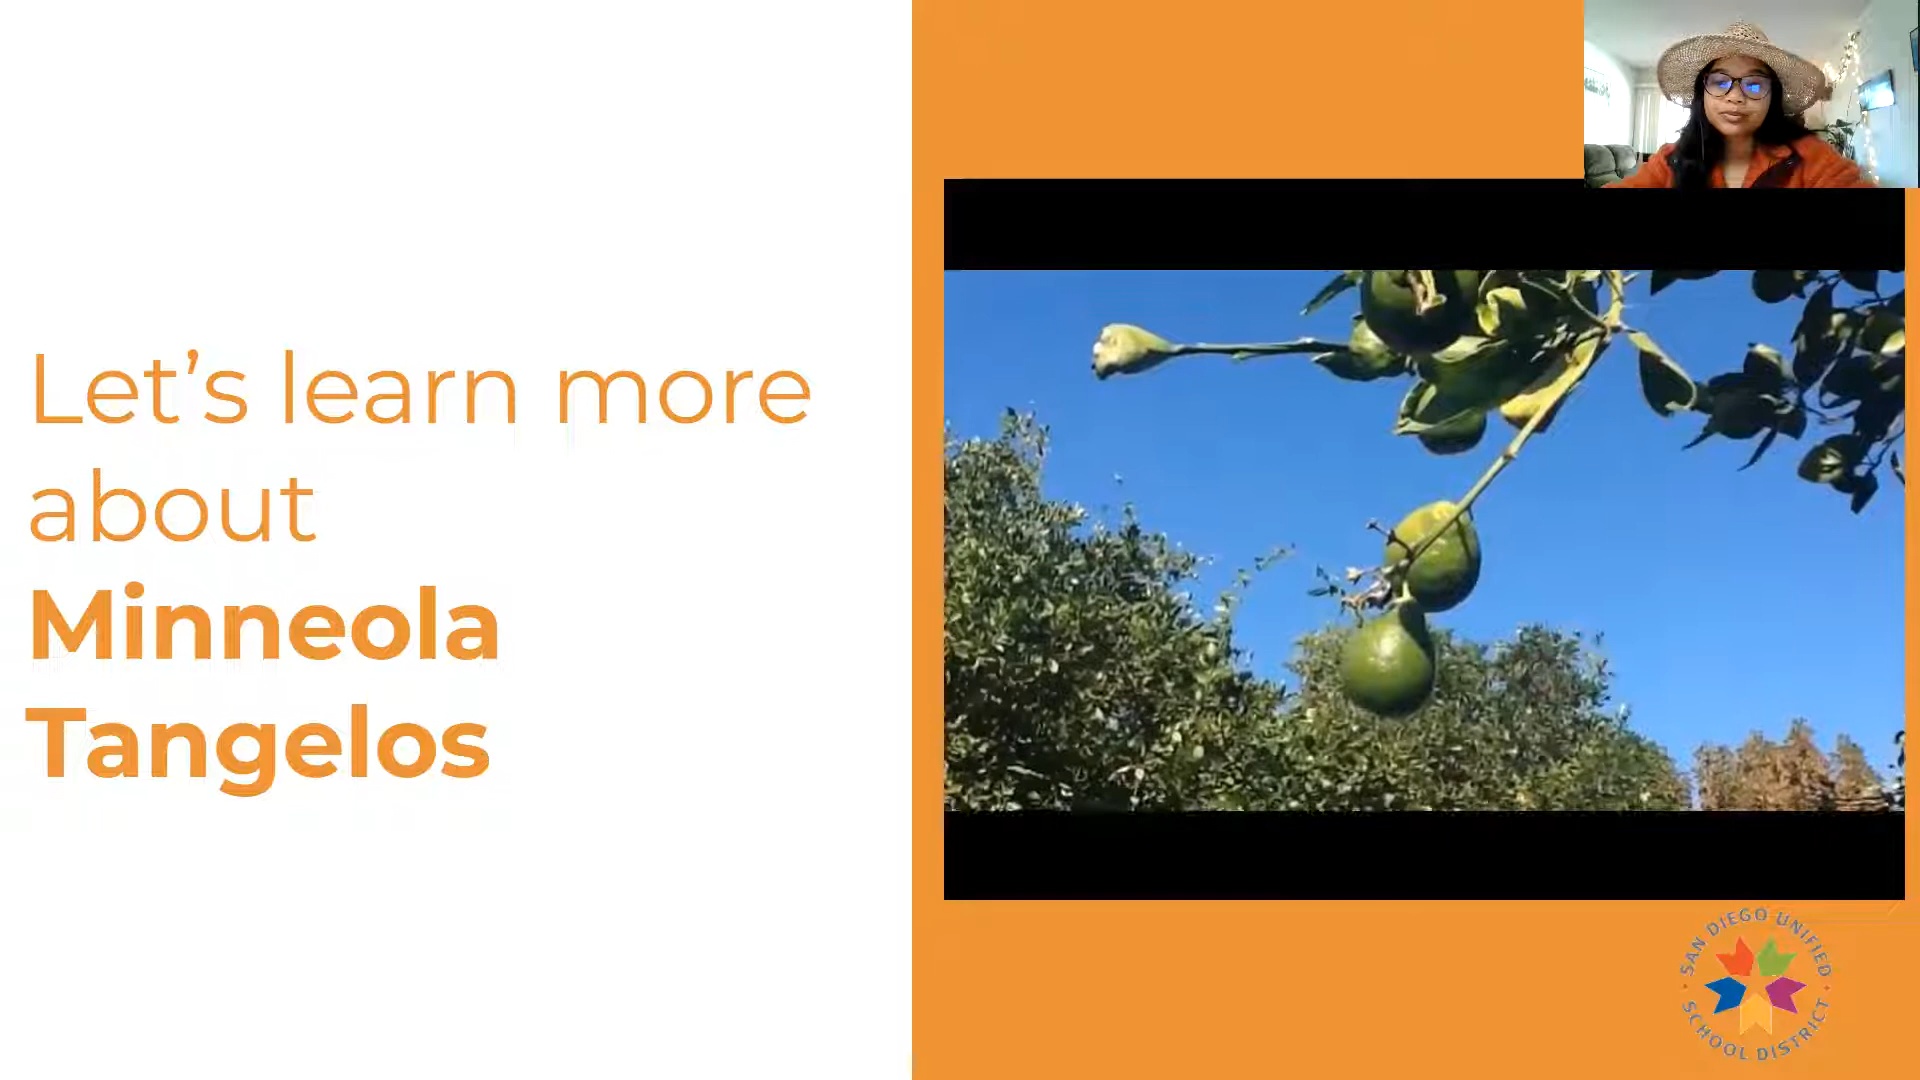 Let’s learn more
about
Minneola
Tangelos
SAN DIEGO UNIFIED
SCHOOL DISTRICT